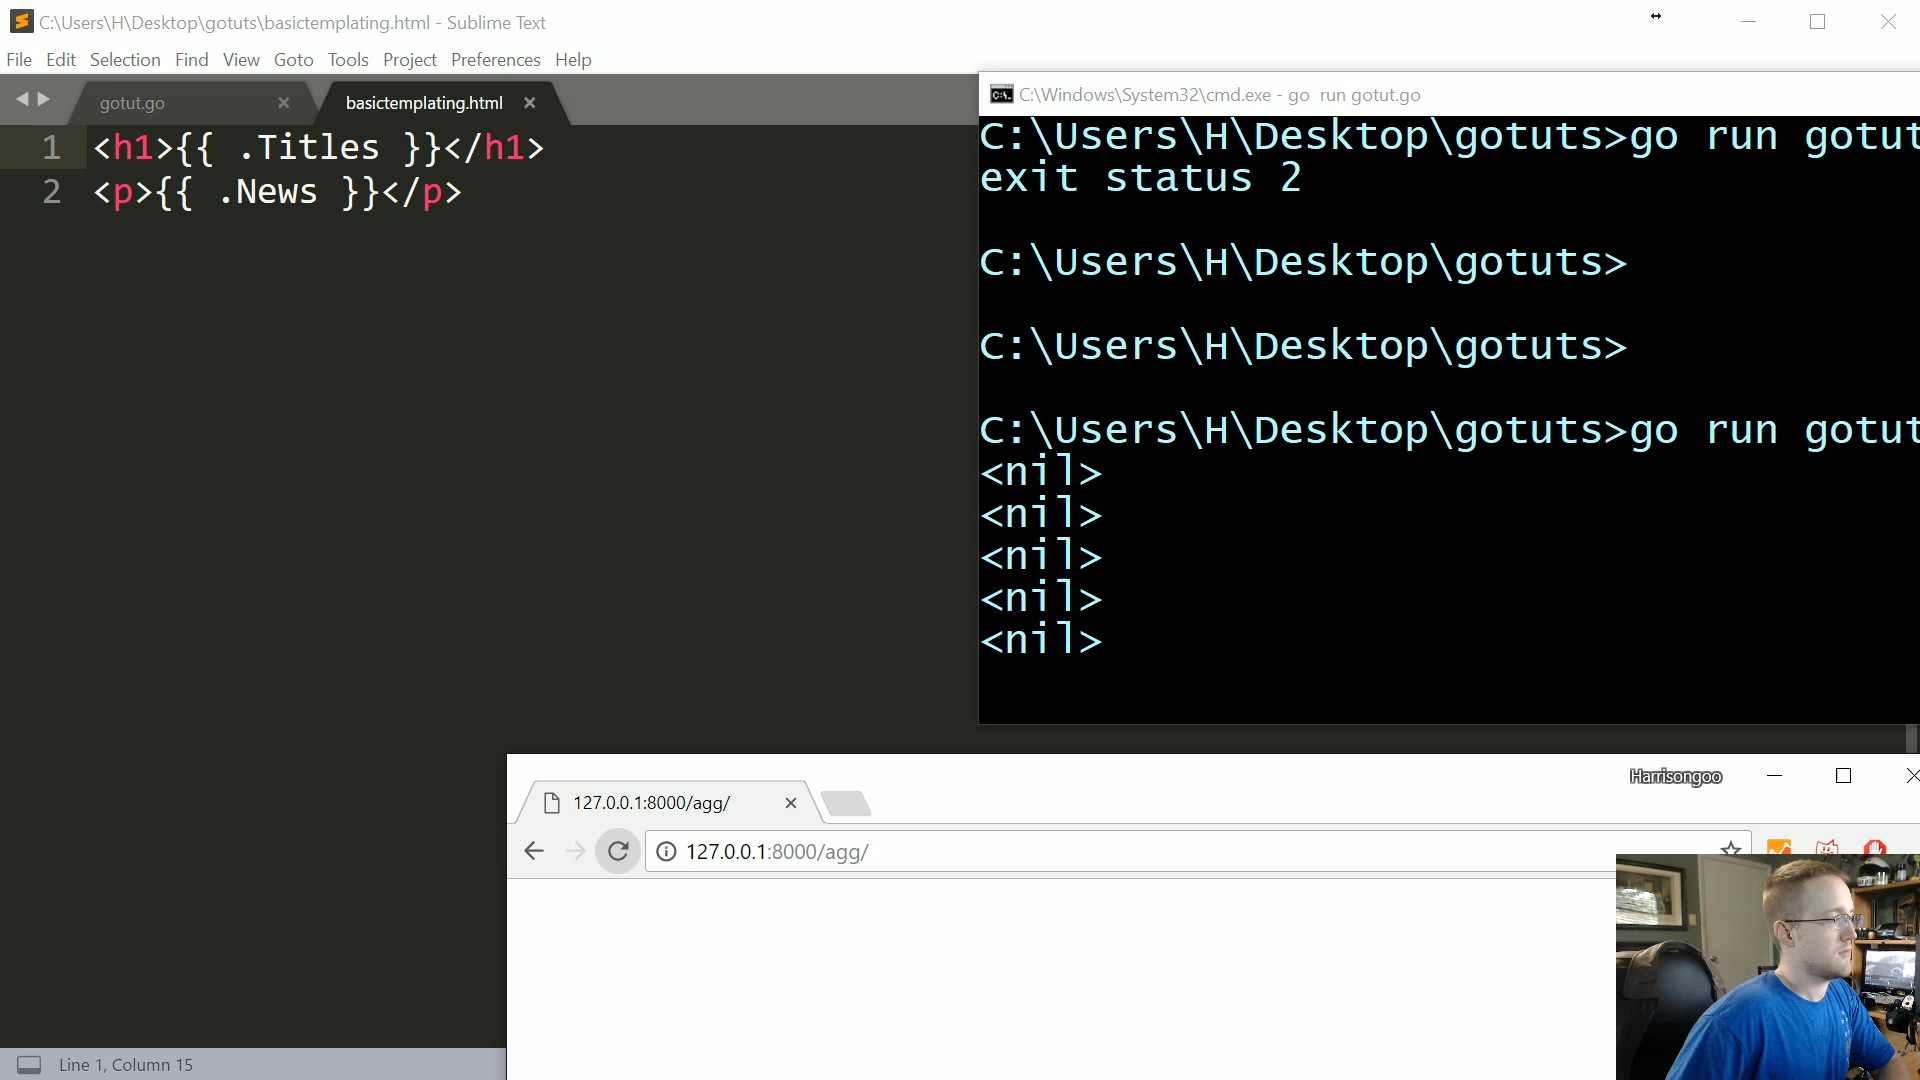 C:\Users\H\Desktop\gotuts\basictemplating.html - Sublime Text
File Edit Selection Find View Goto Tools Project Preferences Help
gotut.go
basictemplating.html
1 <h1>{{ .Titles }}</h1>
2 <p>{{ .News }}</p>
C:\Windows\System32\cmd.exe - go run gotut.go
C:\Users\H\Desktop\gotuts>go run gotut
exit status 2
C:\Users\H\Desktop\gotuts>
C:\Users\H\Desktop\gotuts>
C:\Users\H\Desktop\gotuts>go run gotut
<nil>
<nil>
<nil>
<nil>
<nil>
Harrisongoo
127.0.0.1:8000/agg/
127.0.0.1:8000/agg/
Line 1, Column 15